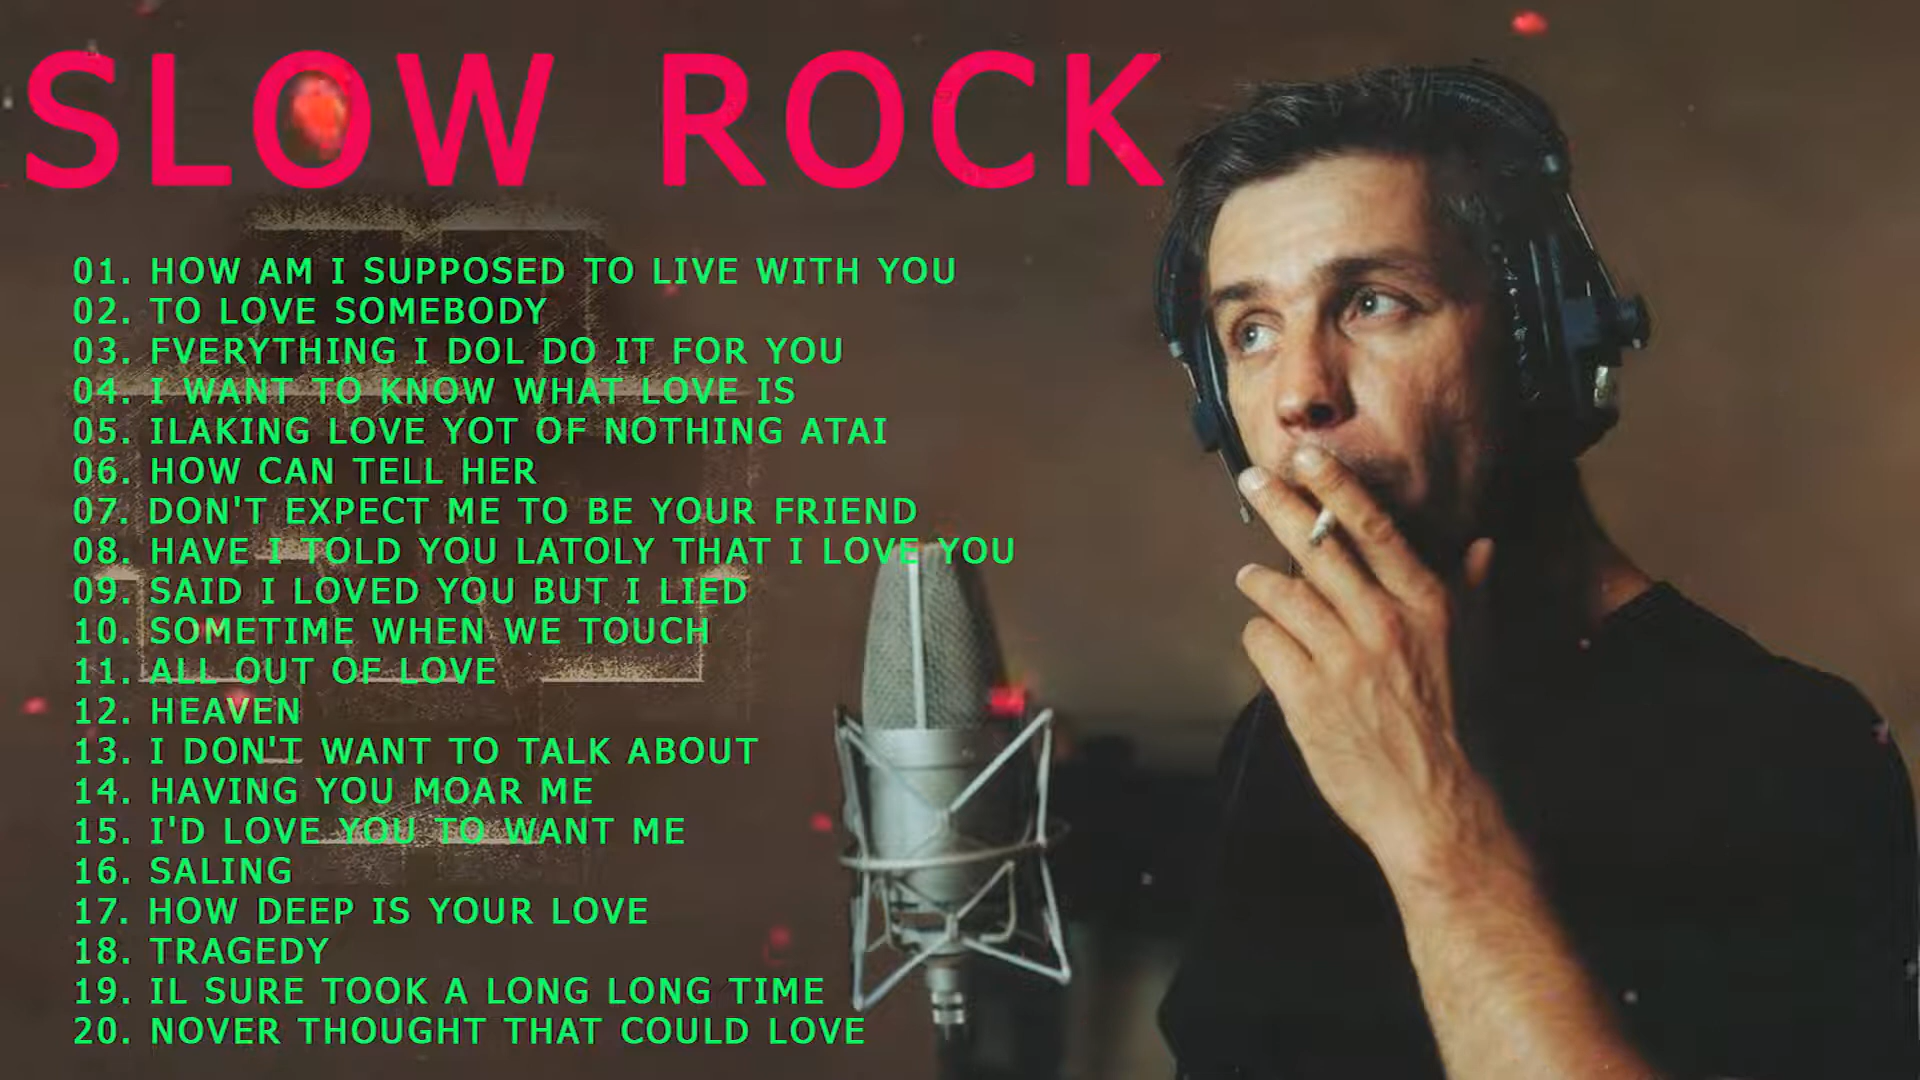 SLOW ROCK
01. HOW AM I SUPPOSED TO LIVE WITH YOU
02. TO LOVE SOMEBODY
03. FVERYTHING I DOL DO IT FOR YOU
04. I WANT TO KNOW WHAT LOVE IS
05. ILAKING LOVE YOT OF NOTHING ATAI
06. HOW CAN TELL HER
07. DON'T EXPECT ME TO BE YOUR FRIEND
08. HAVE I TOLD YOU LATOLY THAT I LOVE YOU
09. SAID I LOVED YOU BUT I LIED
10. SOMETIME WHEN WE TOUCH
11. ALL OUT OF LOVE
12. HEAVEN
13. I DON'T WANT TO TALK ABOUT
14. HAVING YOU MOAR ME
15. I'D LOVE YOU TO WANT ME
16. SALING
17. HOW DEEP IS YOUR LOVE
18. TRAGEDY
19. IL SURE TOOK A LONG LONG TIME
20. NOVER THOUGHT THAT COULD LOVE